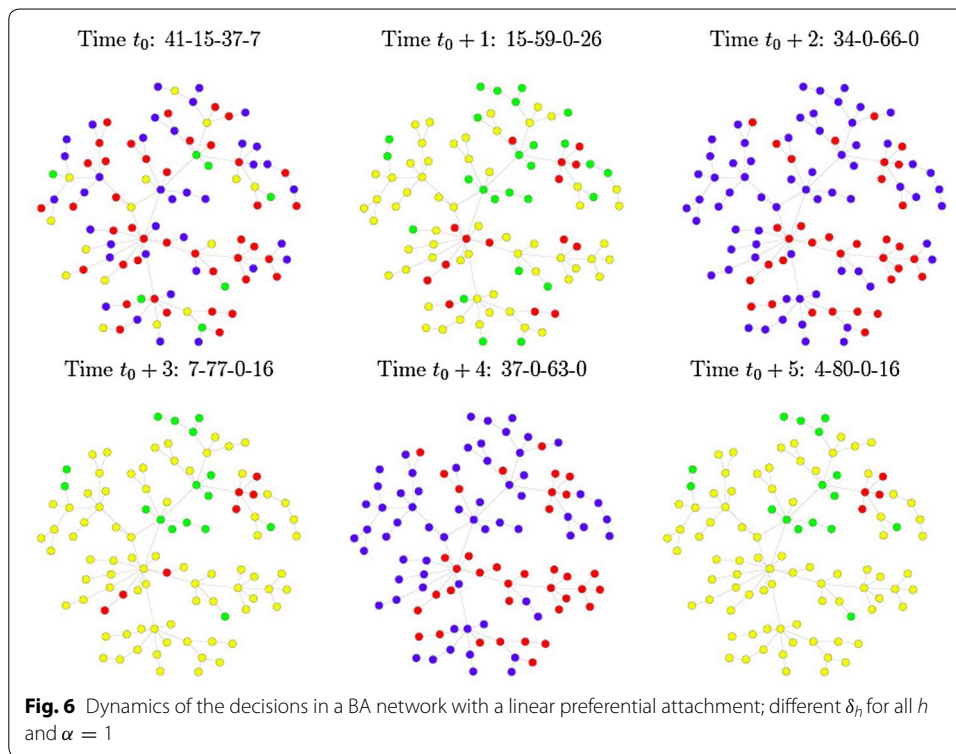 Time t₀: 41-15-37-7
Time t₀ + 1: 15-59-0-26
Time t₀ + 2: 34-0-66-0
Time t₀ + 3: 7-77-0-16
Time t₀ + 4: 37-0-63-0
Time t₀ + 5: 4-80-0-16
Fig. 6 Dynamics of the decisions in a BA network with a linear preferential attachment; different δₕ for all h
and α = 1